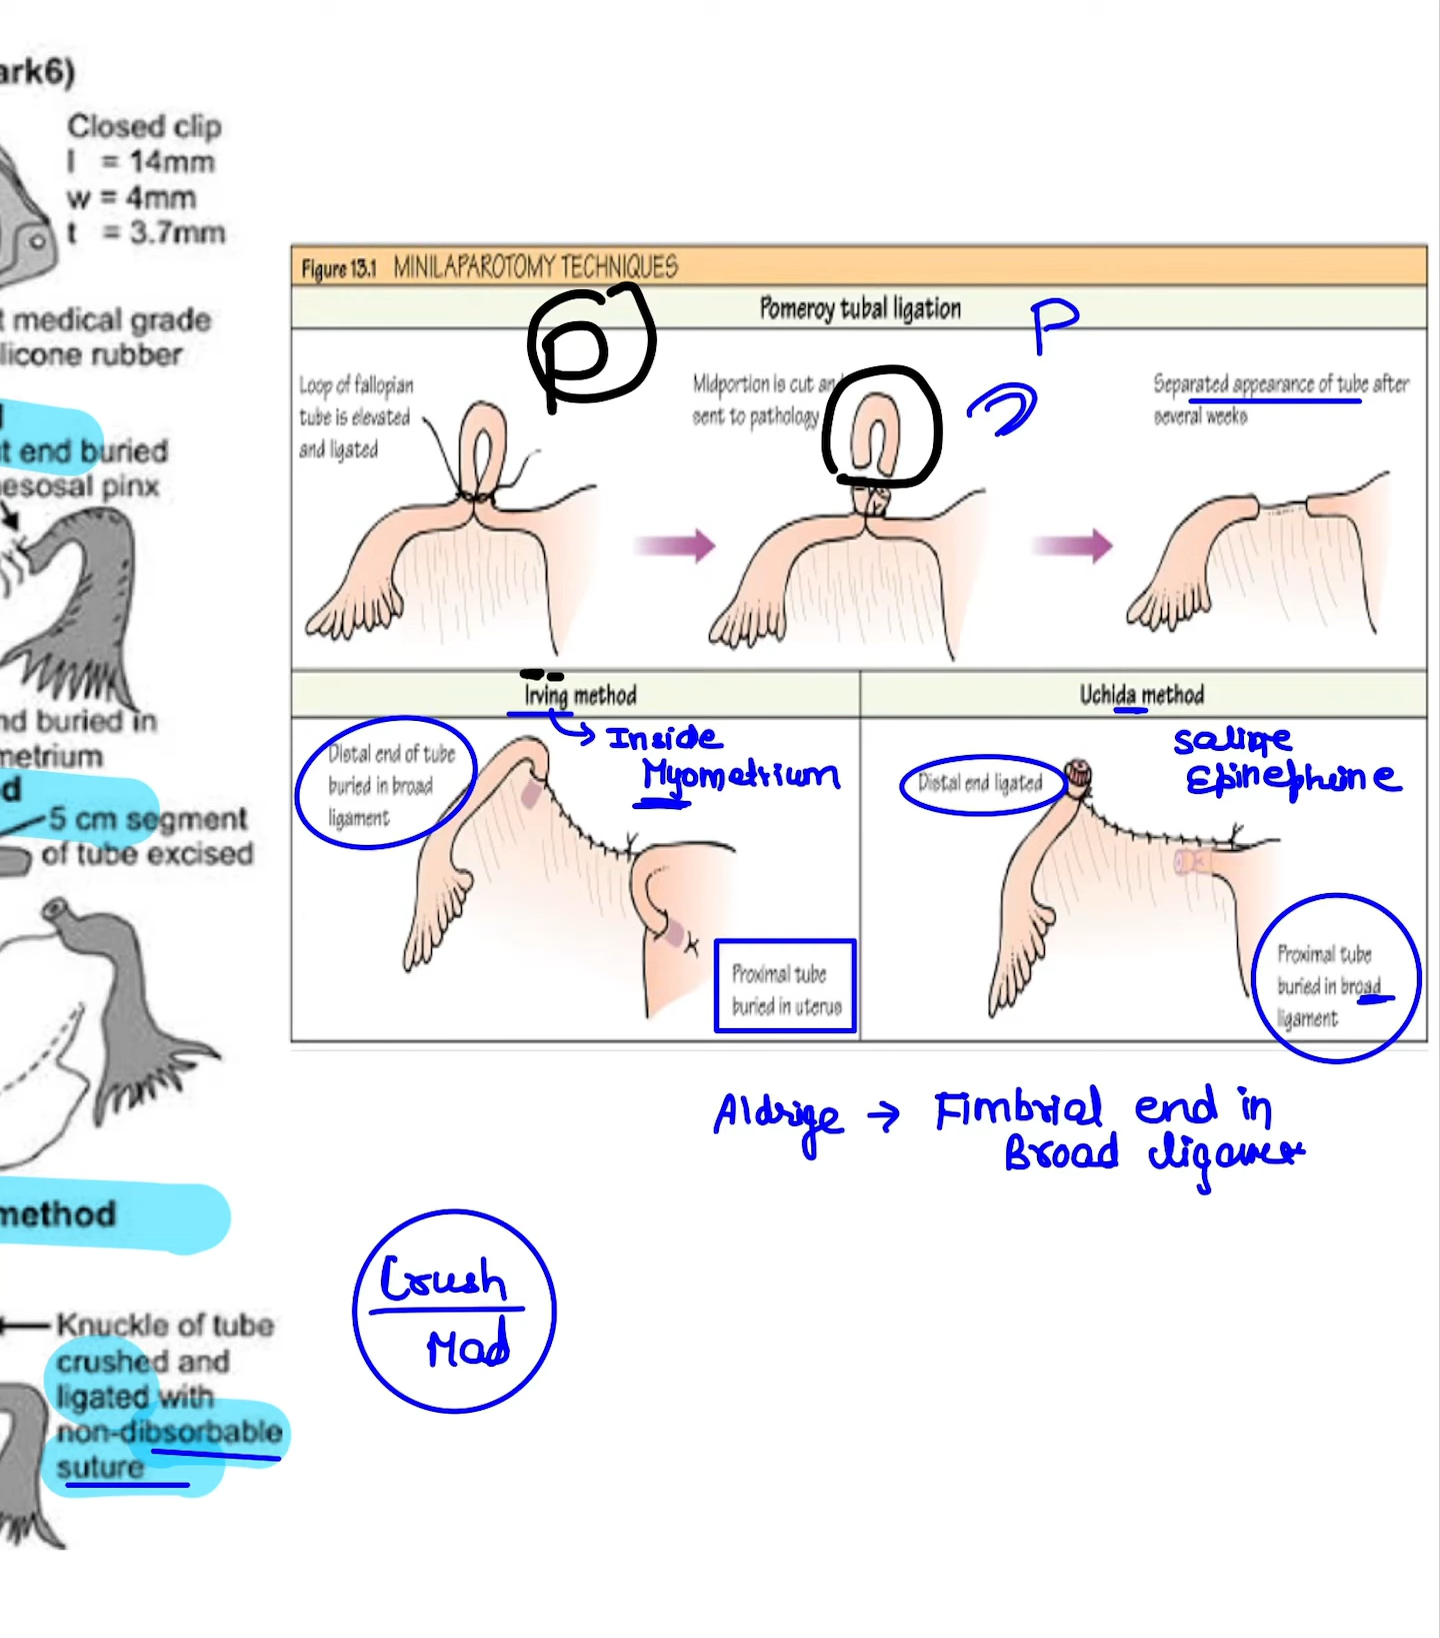 ark6)
Closed clip
l = 14mm
w = 4mm
t = 3.7mm
t medical grade
licone rubber
t end buried
esosal pinx
nd buried in
metrium
d
5 cm segment
of tube excised
method
Knuckle of tube
crushed and
ligated with
non-dibsorbable
suture
Figure 13.1 MINILAPAROTOMY TECHNIQUES
Pomeroy tubal ligation
P
P
Loop of fallopian
tube is elevated
and ligated
Midportion is cut and
sent to pathology
Separated appearance of tube after
several weeks
Irving method
Inside
Myometrium
Distal end of tube
buried in broad
ligament
Proximal tube
buried in uterus
Uchida method
saline
Epinephrine
Distal end ligated
Proximal tube
buried in broad
ligament
Aldrige → Fimbrial end in
Broad
Crush
Mad